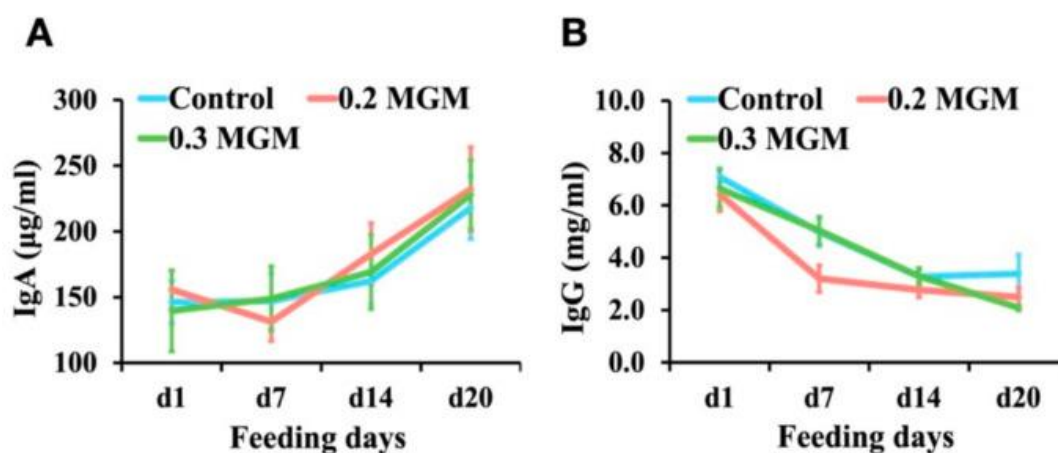 A
IgA (µg/ml)
300
250
200
150
100
Control
0.2 MGM
0.3 MGM
d1 d7 d14 d20
Feeding days
B
IgG (mg/ml)
10.0
8.0
6.0
4.0
2.0
0.0
Control
0.2 MGM
0.3 MGM
d1 d7 d14 d20
Feeding days